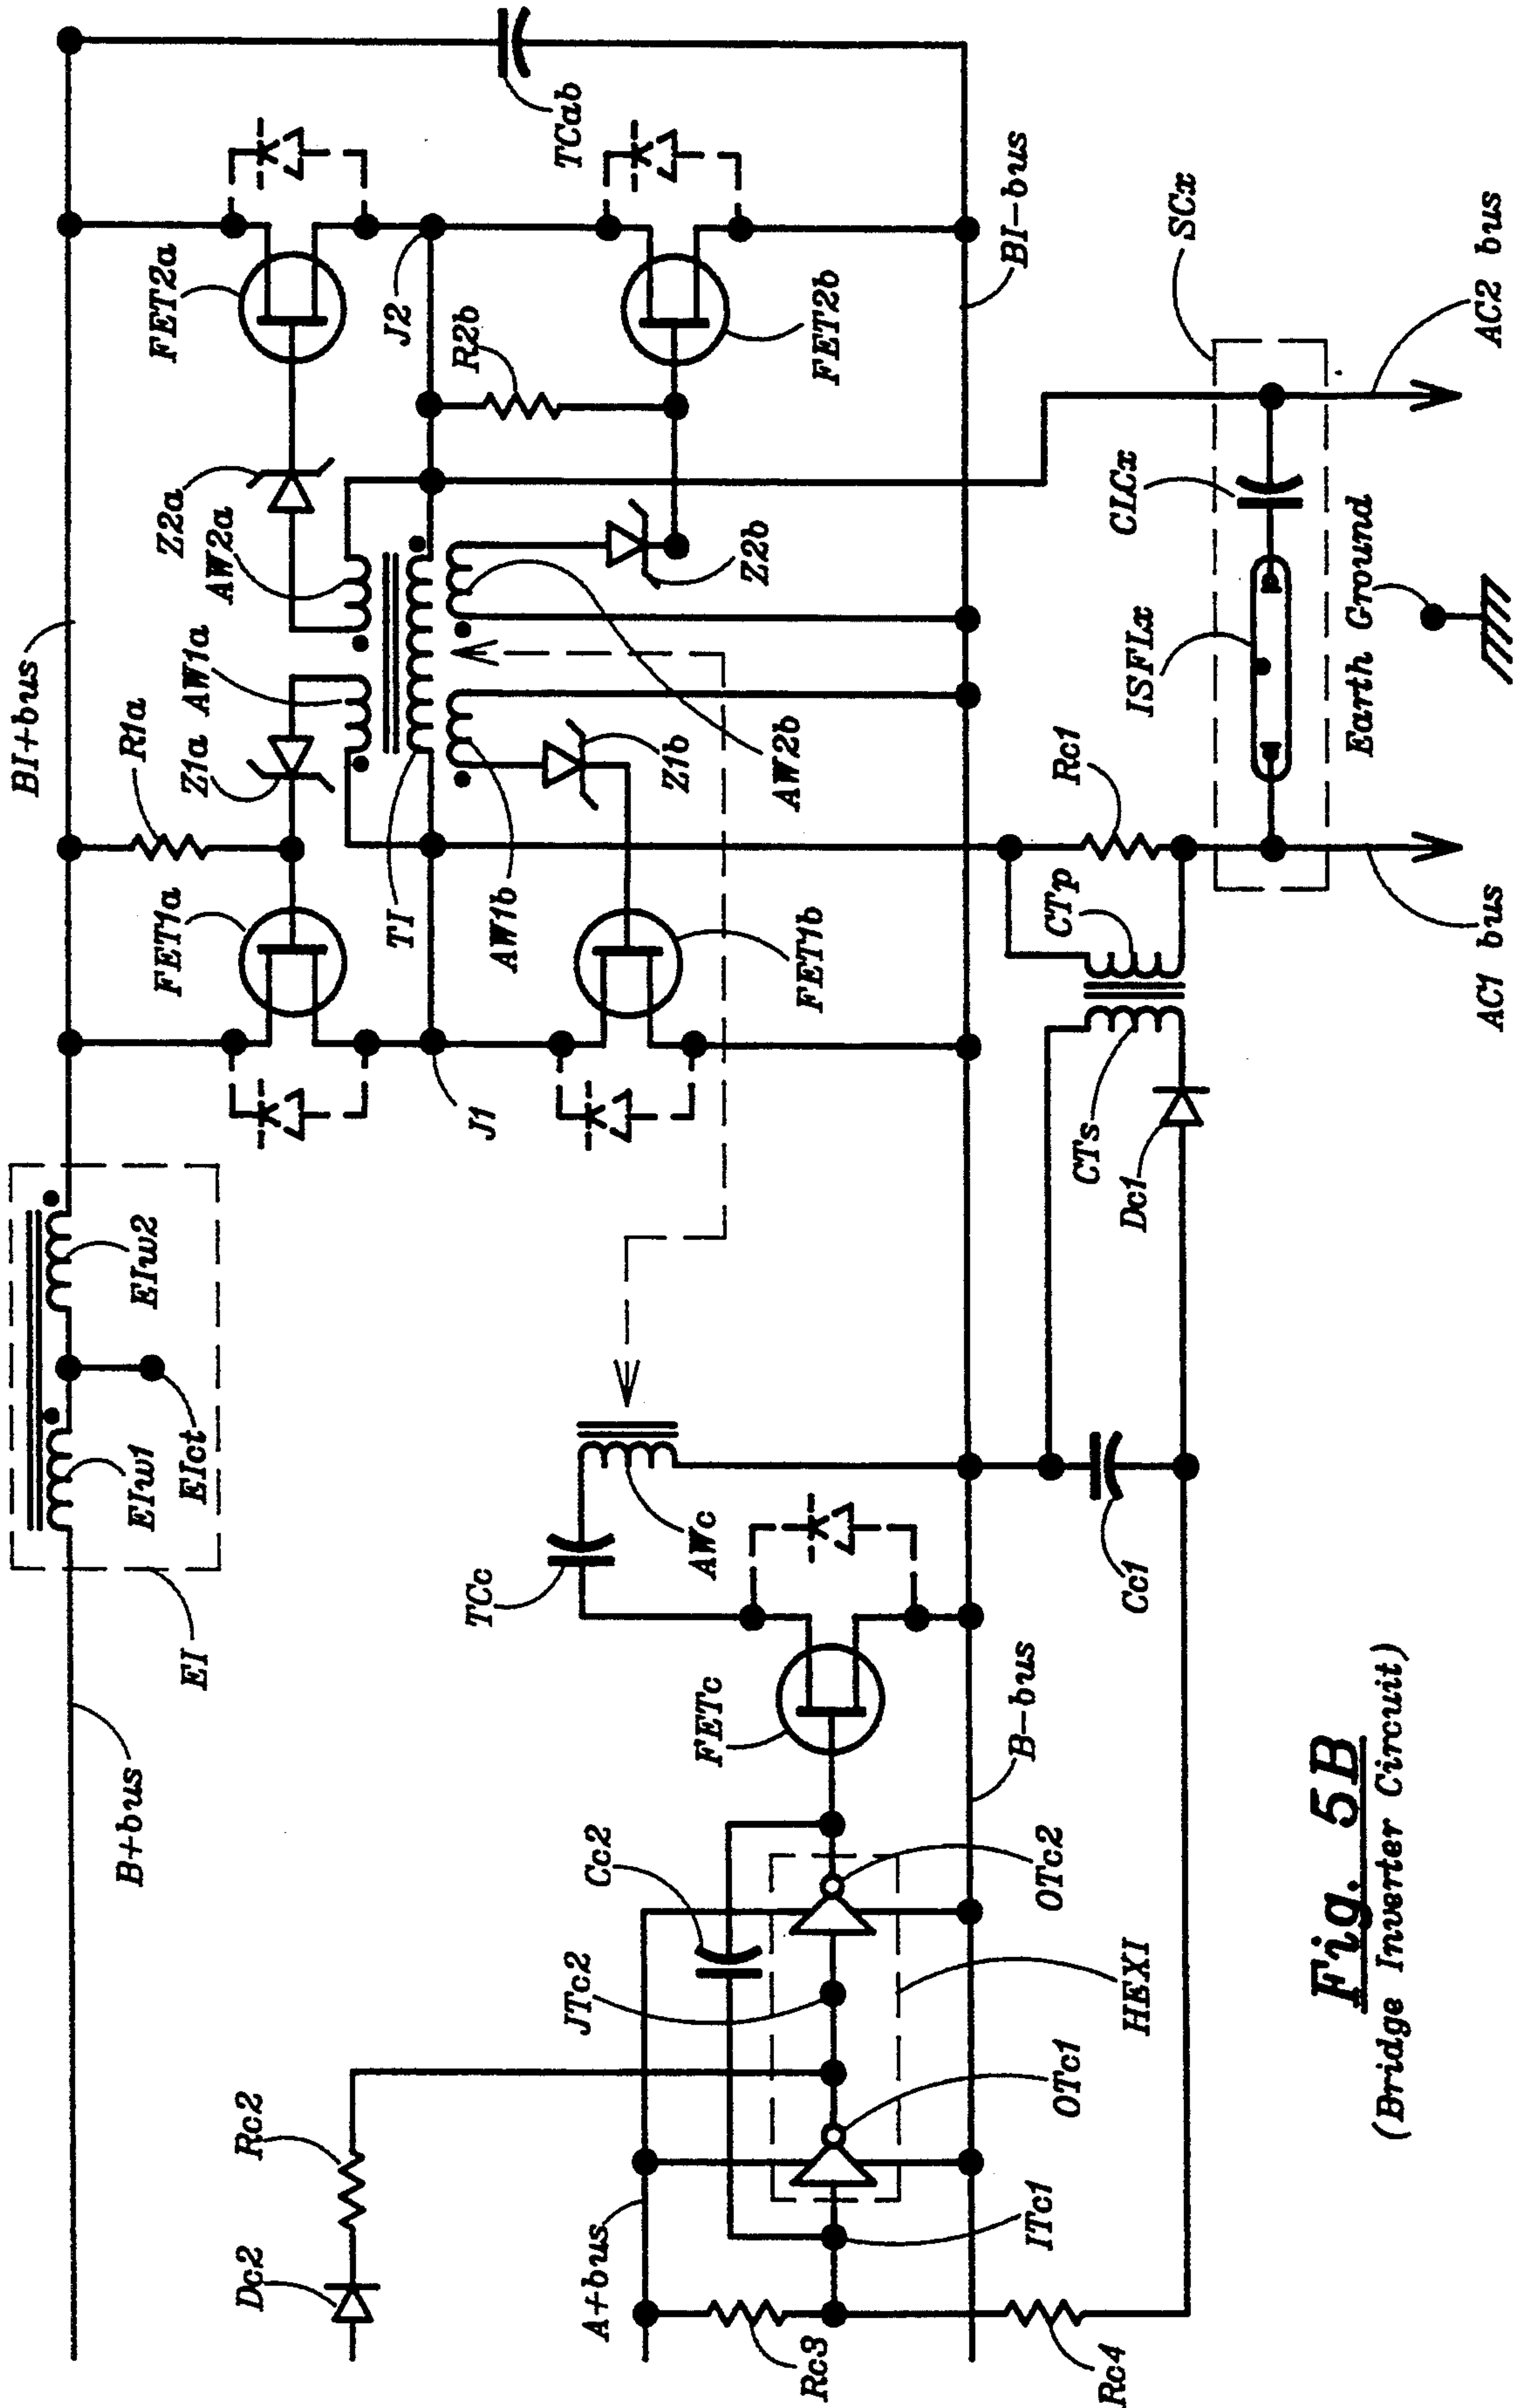 B+bus
EI
EIw1
EIct
EIw2
BI+bus
FET1a
R1a
Z1a
AW1a
AW2a
Z2a
FET2a
J1
TI
AW1b
J2
R2b
TCab
FET1b
Z1b
AW2b
Z2b
FET2b
BI-bus
Dc2
Rc2
A+bus
JTc2
Cc2
FETc
TCc
AWc
Rc3
ITc1
OTc1
HEXI
OTc2
B-bus
Rc4
Cc1
Dc1
CTs
CTp
Rc1
ISFLx
CLCx
SCx
Earth Ground
AC1 bus
AC2 bus
Fig. 5B
(Bridge Inverter Circuit)